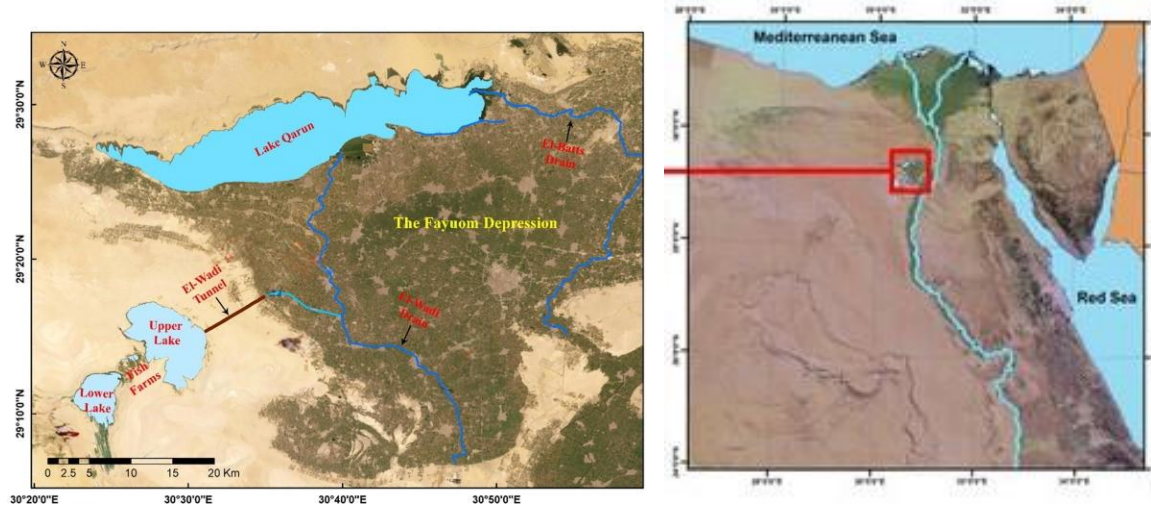 N
W
E
S
29°30'0"N
29°20'0"N
29°10'0"N
Lake Qarun
El-Batts
Drain
The Fayuom Depression
El-Wadi
Tunnel
El-Wadi
Drain
Upper
Lake
Fish
Farms
Lower
Lake
0 2.5 5 10 15 20 Km
30°20'0"E
30°30'0"E
30°40'0"E
30°50'0"E
Mediterreanean Sea
Red Sea